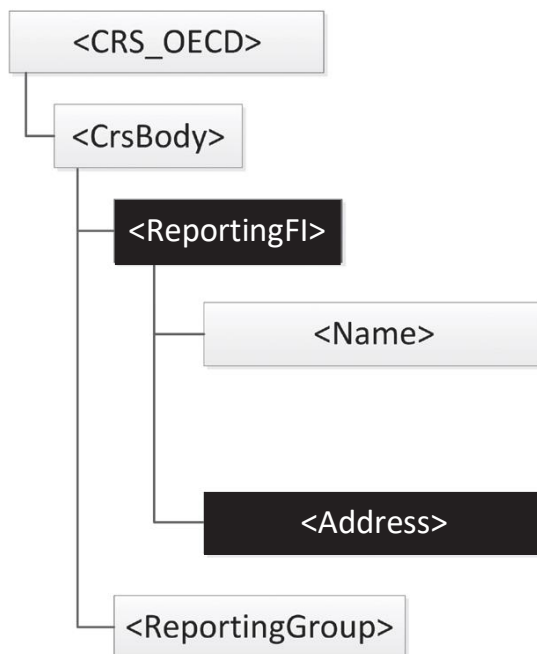 <CRS_OECD>
<CrsBody>
<ReportingFI>
<Name>
<Address>
<ReportingGroup>